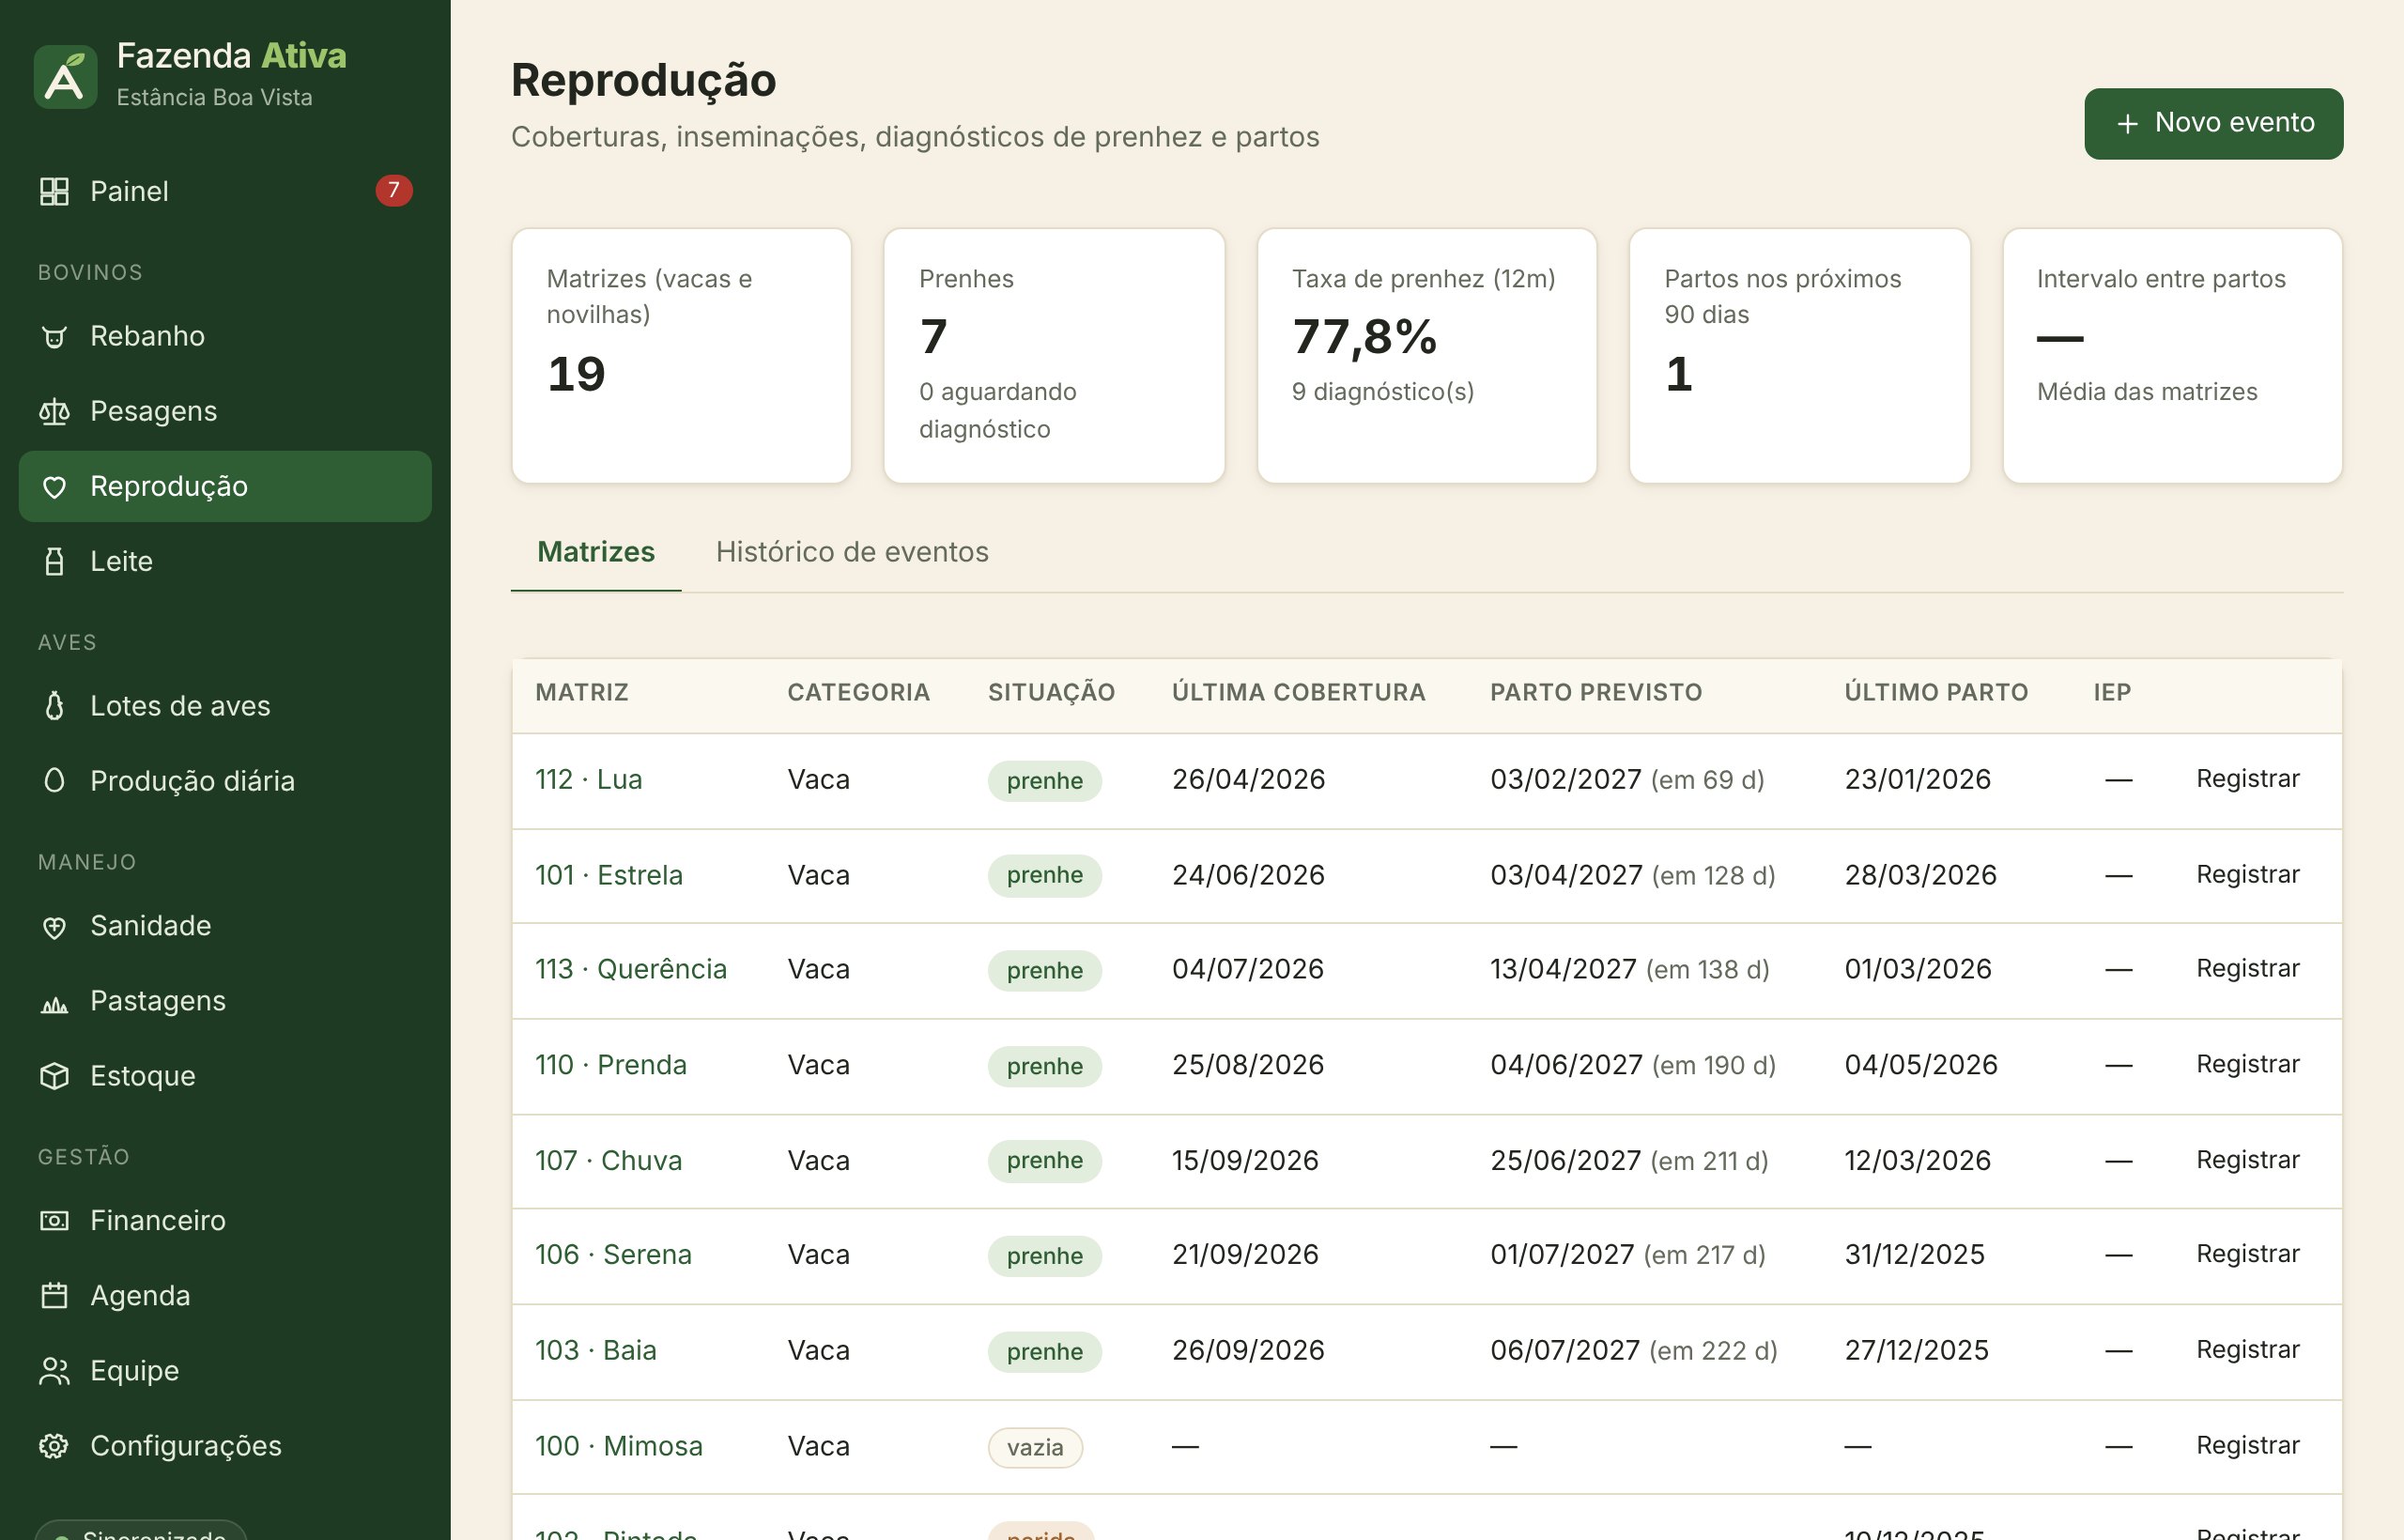 Fazenda Ativa
Estância Boa Vista
Painel 7
BOVINOS
Rebanho
Pesagens
Reprodução
Leite
AVES
Lotes de aves
Produção diária
MANEJO
Sanidade
Pastagens
Estoque
GESTÃO
Financeiro
Agenda
Equipe
Configurações
Sincronizado
Reprodução
Coberturas, inseminações, diagnósticos de prenhez e partos
+ Novo evento
Matrizes (vacas e
novilhas)
19
Prenhes
7
0 aguardando
diagnóstico
Taxa de prenhez (12m)
77,8%
9 diagnóstico(s)
Partos nos próximos
90 dias
1
Intervalo entre partos
—
Média das matrizes
Matrizes Histórico de eventos
MATRIZ CATEGORIA SITUAÇÃO ÚLTIMA COBERTURA PARTO PREVISTO ÚLTIMO PARTO IEP
112 · Lua Vaca prenhe 26/04/2026 03/02/2027 (em 69 d) 23/01/2026 — Registrar
101 · Estrela Vaca prenhe 24/06/2026 03/04/2027 (em 128 d) 28/03/2026 — Registrar
113 · Querência Vaca prenhe 04/07/2026 13/04/2027 (em 138 d) 01/03/2026 — Registrar
110 · Prenda Vaca prenhe 25/08/2026 04/06/2027 (em 190 d) 04/05/2026 — Registrar
107 · Chuva Vaca prenhe 15/09/2026 25/06/2027 (em 211 d) 12/03/2026 — Registrar
106 · Serena Vaca prenhe 21/09/2026 01/07/2027 (em 217 d) 31/12/2025 — Registrar
103 · Baia Vaca prenhe 26/09/2026 06/07/2027 (em 222 d) 27/12/2025 — Registrar
100 · Mimosa Vaca vazia — — — — Registrar
102 · Pintada Vaca parida 10/12/2025 Registrar